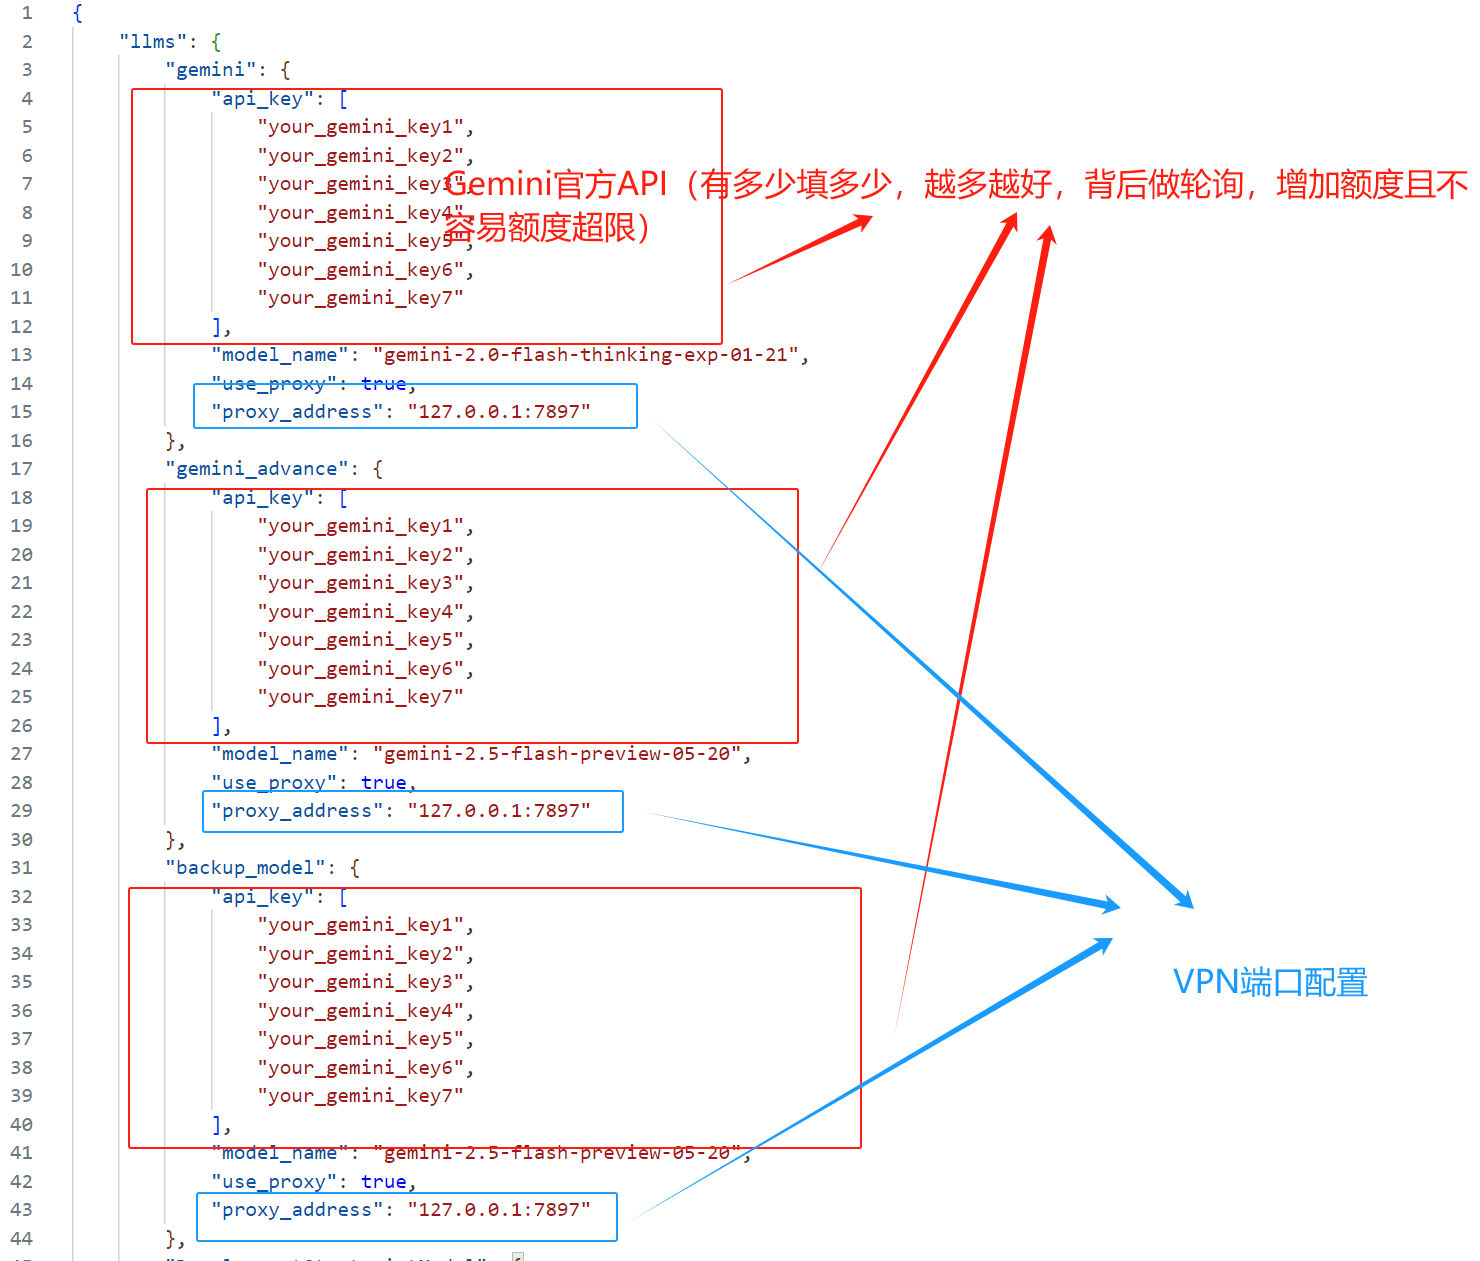 1 {
2 "llms": {
3 "gemini": {
4 "api_key": [
5 "your_gemini_key1",
6 "your_gemini_key2",
7 "your_gemini_key3",
Gemini官方API（有多少填多少，越多越好，背后做轮询，增加额度且不
8 "your_gemini_key4",
容易额度超限）
9 "your_gemini_key5",
10 "your_gemini_key6",
11 "your_gemini_key7"
12 ],
13 "model_name": "gemini-2.0-flash-thinking-exp-01-21",
14 "use_proxy": true,
15 "proxy_address": "127.0.0.1:7897"
16 },
17 "gemini_advance": {
18 "api_key": [
19 "your_gemini_key1",
20 "your_gemini_key2",
21 "your_gemini_key3",
22 "your_gemini_key4",
23 "your_gemini_key5",
24 "your_gemini_key6",
25 "your_gemini_key7"
26 ],
27 "model_name": "gemini-2.5-flash-preview-05-20",
28 "use_proxy": true,
29 "proxy_address": "127.0.0.1:7897"
30 },
31 "backup_model": {
32 "api_key": [
33 "your_gemini_key1",
34 "your_gemini_key2",
35 "your_gemini_key3",
VPN端口配置
36 "your_gemini_key4",
37 "your_gemini_key5",
38 "your_gemini_key6",
39 "your_gemini_key7"
40 ],
41 "model_name": "gemini-2.5-flash-preview-05-20",
42 "use_proxy": true,
43 "proxy_address": "127.0.0.1:7897"
44 },